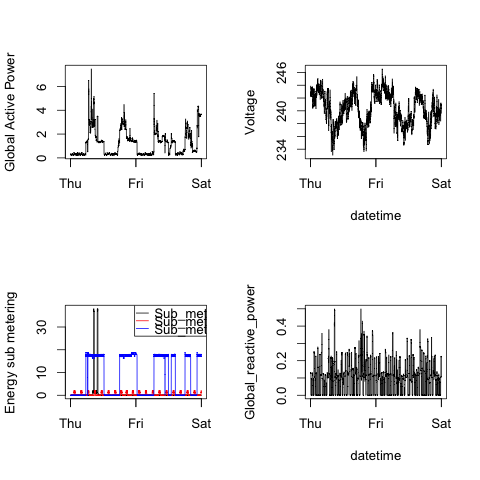 Global Active Power
0 2 4 6
Thu Fri Sat
Voltage
234 240 246
Thu Fri Sat
datetime
Energy sub metering
0 10 30
Sub_met
Sub_met
Sub_met
Thu Fri Sat
Global_reactive_power
0.0 0.2 0.4
Thu Fri Sat
datetime